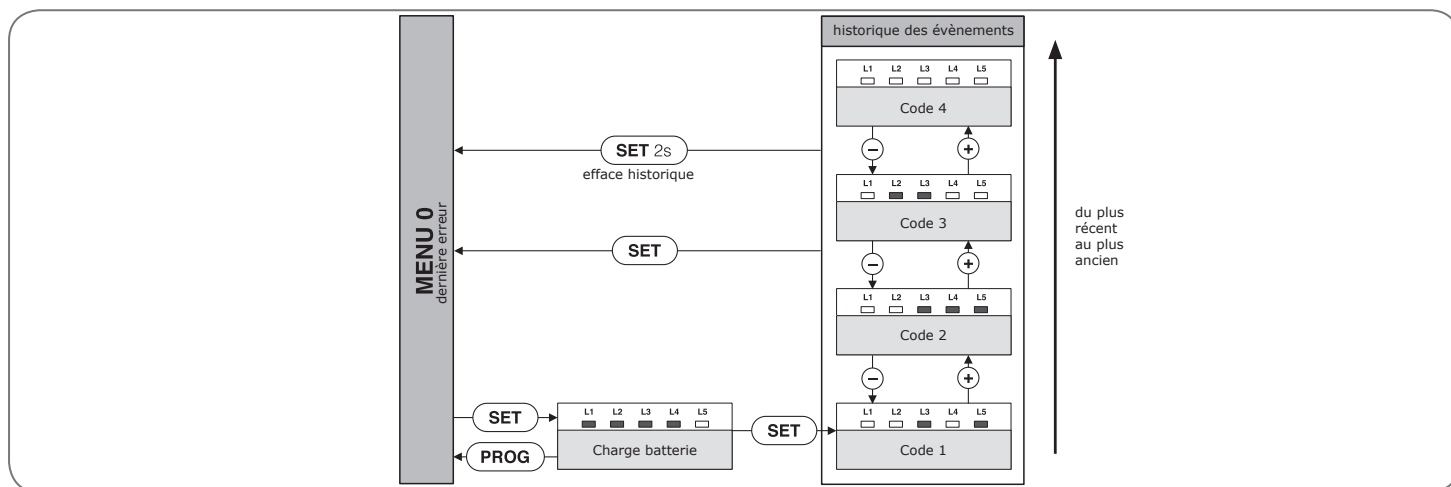 historique des évènements
L1 L2 L3 L4 L5
Code 4
SET 2s
efface historique
L1 L2 L3 L4 L5
Code 3
MENU 0
dernière erreur
SET
du plus
récent
au plus
ancien
L1 L2 L3 L4 L5
Code 2
SET
L1 L2 L3 L4 L5
Charge batterie
PROG
SET
L1 L2 L3 L4 L5
Code 1
− +
− +
− +